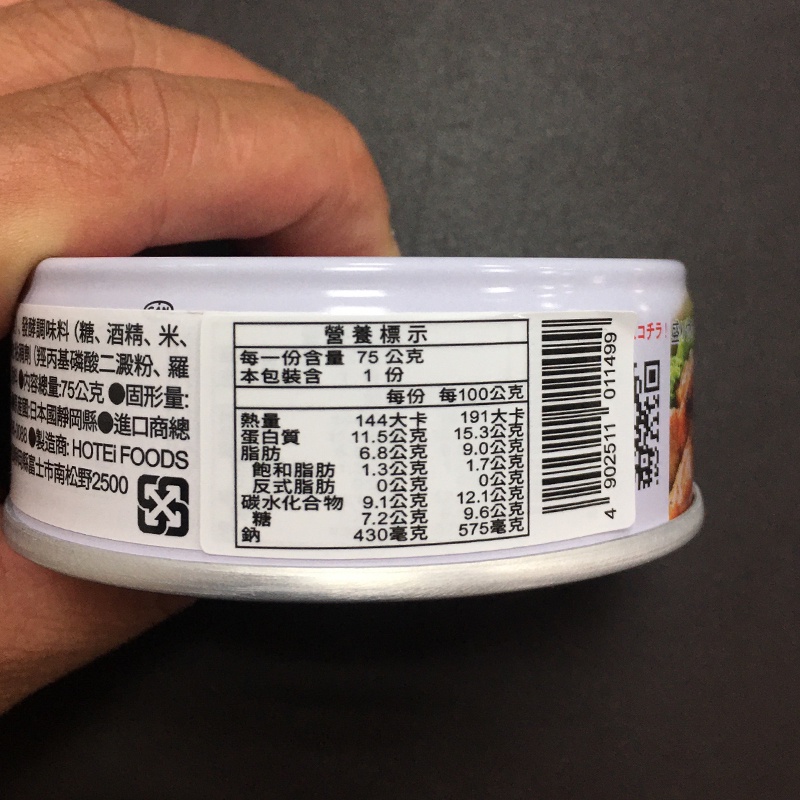 發酵調味料（糖、酒精、米、
（羥丙基磷酸二澱粉、羅
●內容總量:75公克 ●固形量:
日本國靜岡縣●進口商總
●製造商: HOTEi FOODS
富士市南松野2500
營養標示
每一份含量 75 公克
本包裝含 1 份
每份 每100公克
熱量 144大卡 191大卡
蛋白質 11.5公克 15.3公克
脂肪 6.8公克 9.0公克
飽和脂肪 1.3公克 1.7公克
反式脂肪 0公克 0公克
碳水化合物 9.1公克 12.1公克
糖 7.2公克 9.6公克
鈉 430毫克 575毫克
4 902511 011499
コチラ！